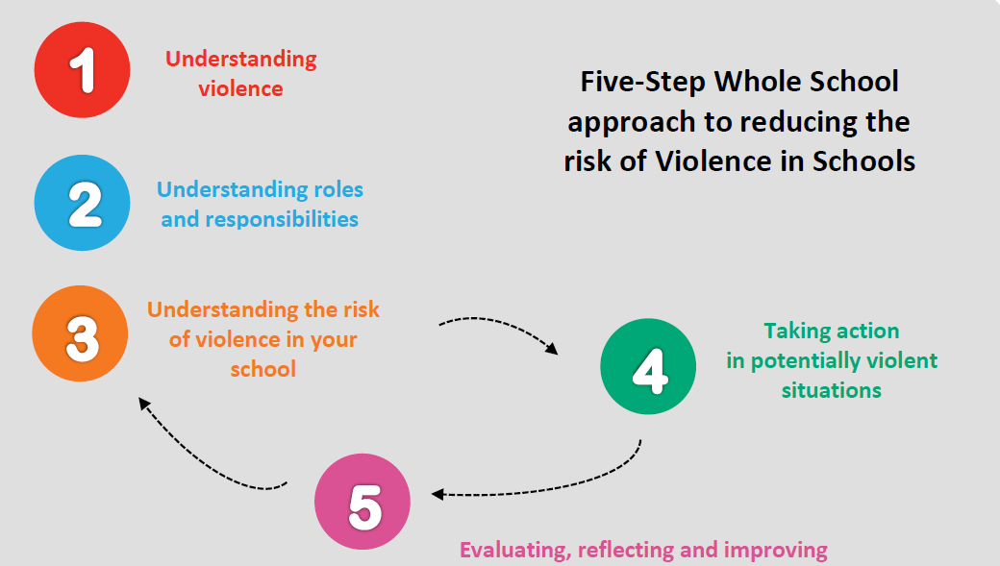 Five-Step Whole School
approach to reducing the
risk of Violence in Schools
1
Understanding
violence
2
Understanding roles
and responsibilities
3
Understanding the risk
of violence in your
school
4
Taking action
in potentially violent
situations
5
Evaluating, reflecting and improving